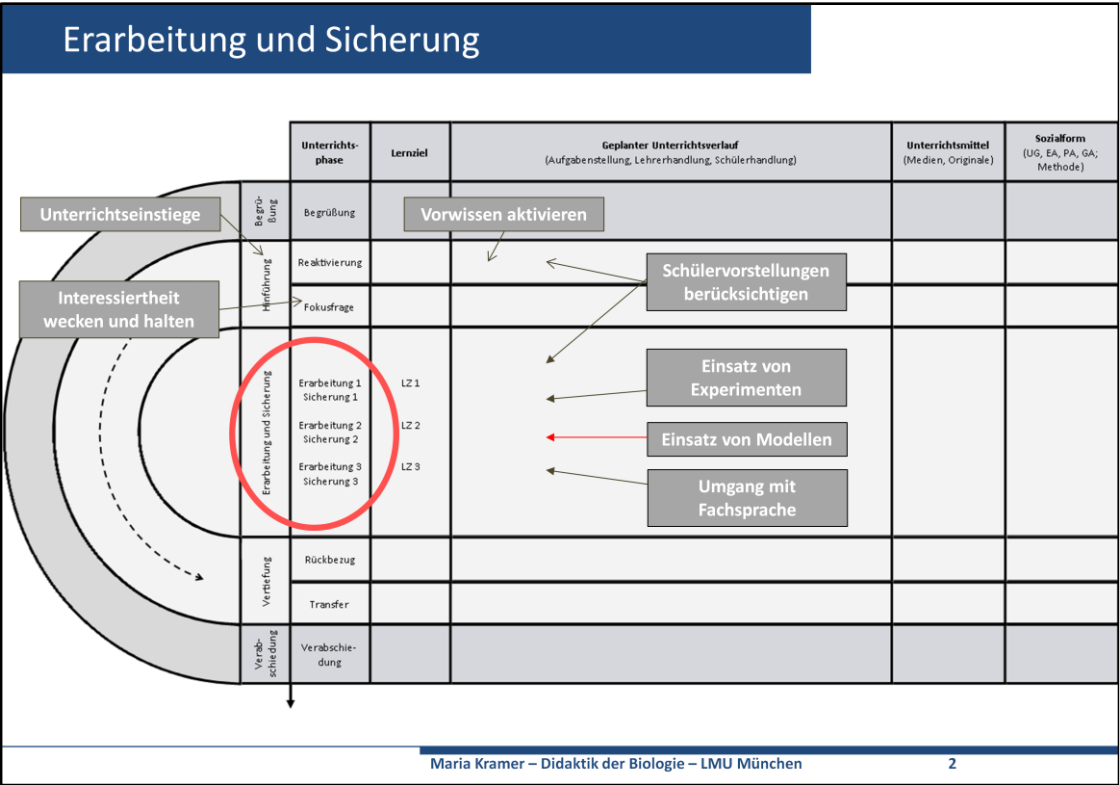 Erarbeitung und Sicherung
Unterrichts-
phase
Lernziel
Geplanter Unterrichtsverlauf
(Aufgabenstellung, Lehrerhandlung, Schülerhandlung)
Unterrichtsmittel
(Medien, Originale)
Sozialform
(UG, EA, PA, GA;
Methode)
Unterrichtseinstiege
Begrü-
ßung
Begrüßung
Vorwissen aktivieren
Hinführung
Reaktivierung
Schülervorstellungen
berücksichtigen
Interessiertheit
wecken und halten
Fokusfrage
Erarbeitung und Sicherung
Erarbeitung 1
Sicherung 1
LZ 1
Einsatz von
Experimenten
Erarbeitung 2
Sicherung 2
LZ 2
Einsatz von Modellen
Erarbeitung 3
Sicherung 3
LZ 3
Umgang mit
Fachsprache
Vertiefung
Rückbezug
Transfer
Verab-
schiedung
Verabschie-
dung
Maria Kramer – Didaktik der Biologie – LMU München
2